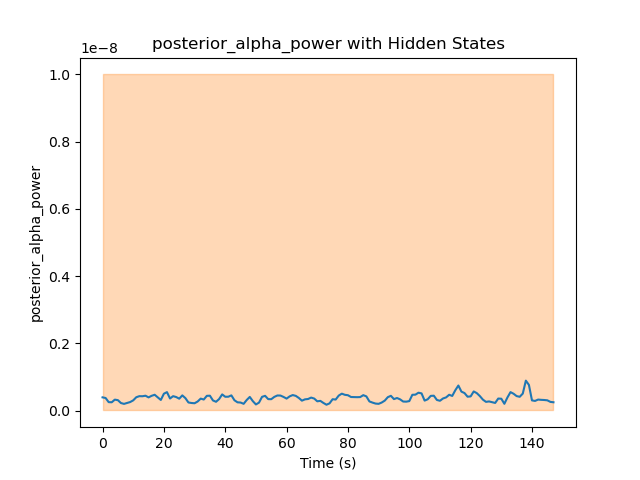 posterior_alpha_power with Hidden States
1e−8
1.0
0.8
0.6
0.4
0.2
0.0
posterior_alpha_power
0 20 40 60 80 100 120 140
Time (s)